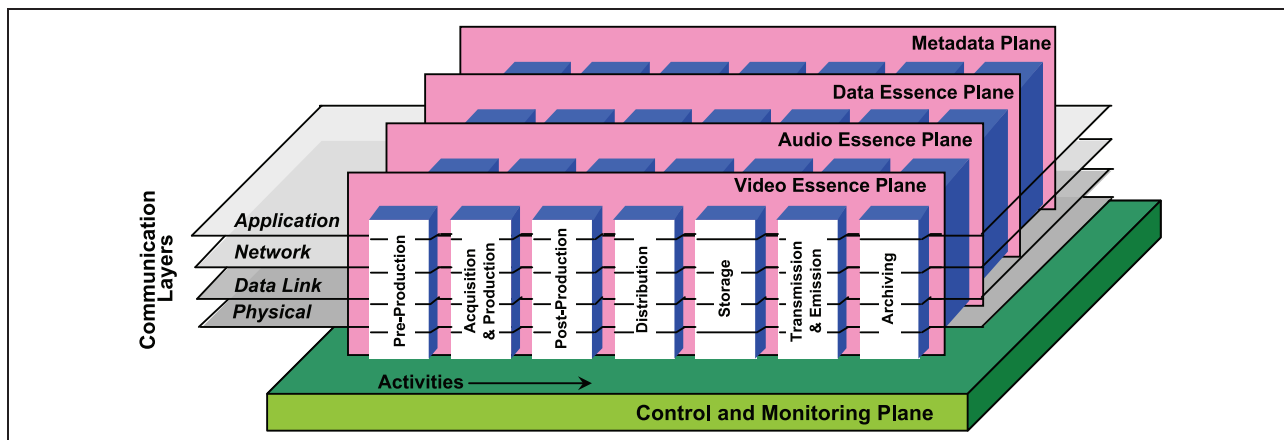 Metadata Plane
Data Essence Plane
Audio Essence Plane
Video Essence Plane
Communication
Layers
Application
Network
Data Link
Physical
Pre-Production
Acquisition
& Production
Post-Production
Distribution
Storage
Transmission
& Emission
Archiving
Activities
Control and Monitoring Plane